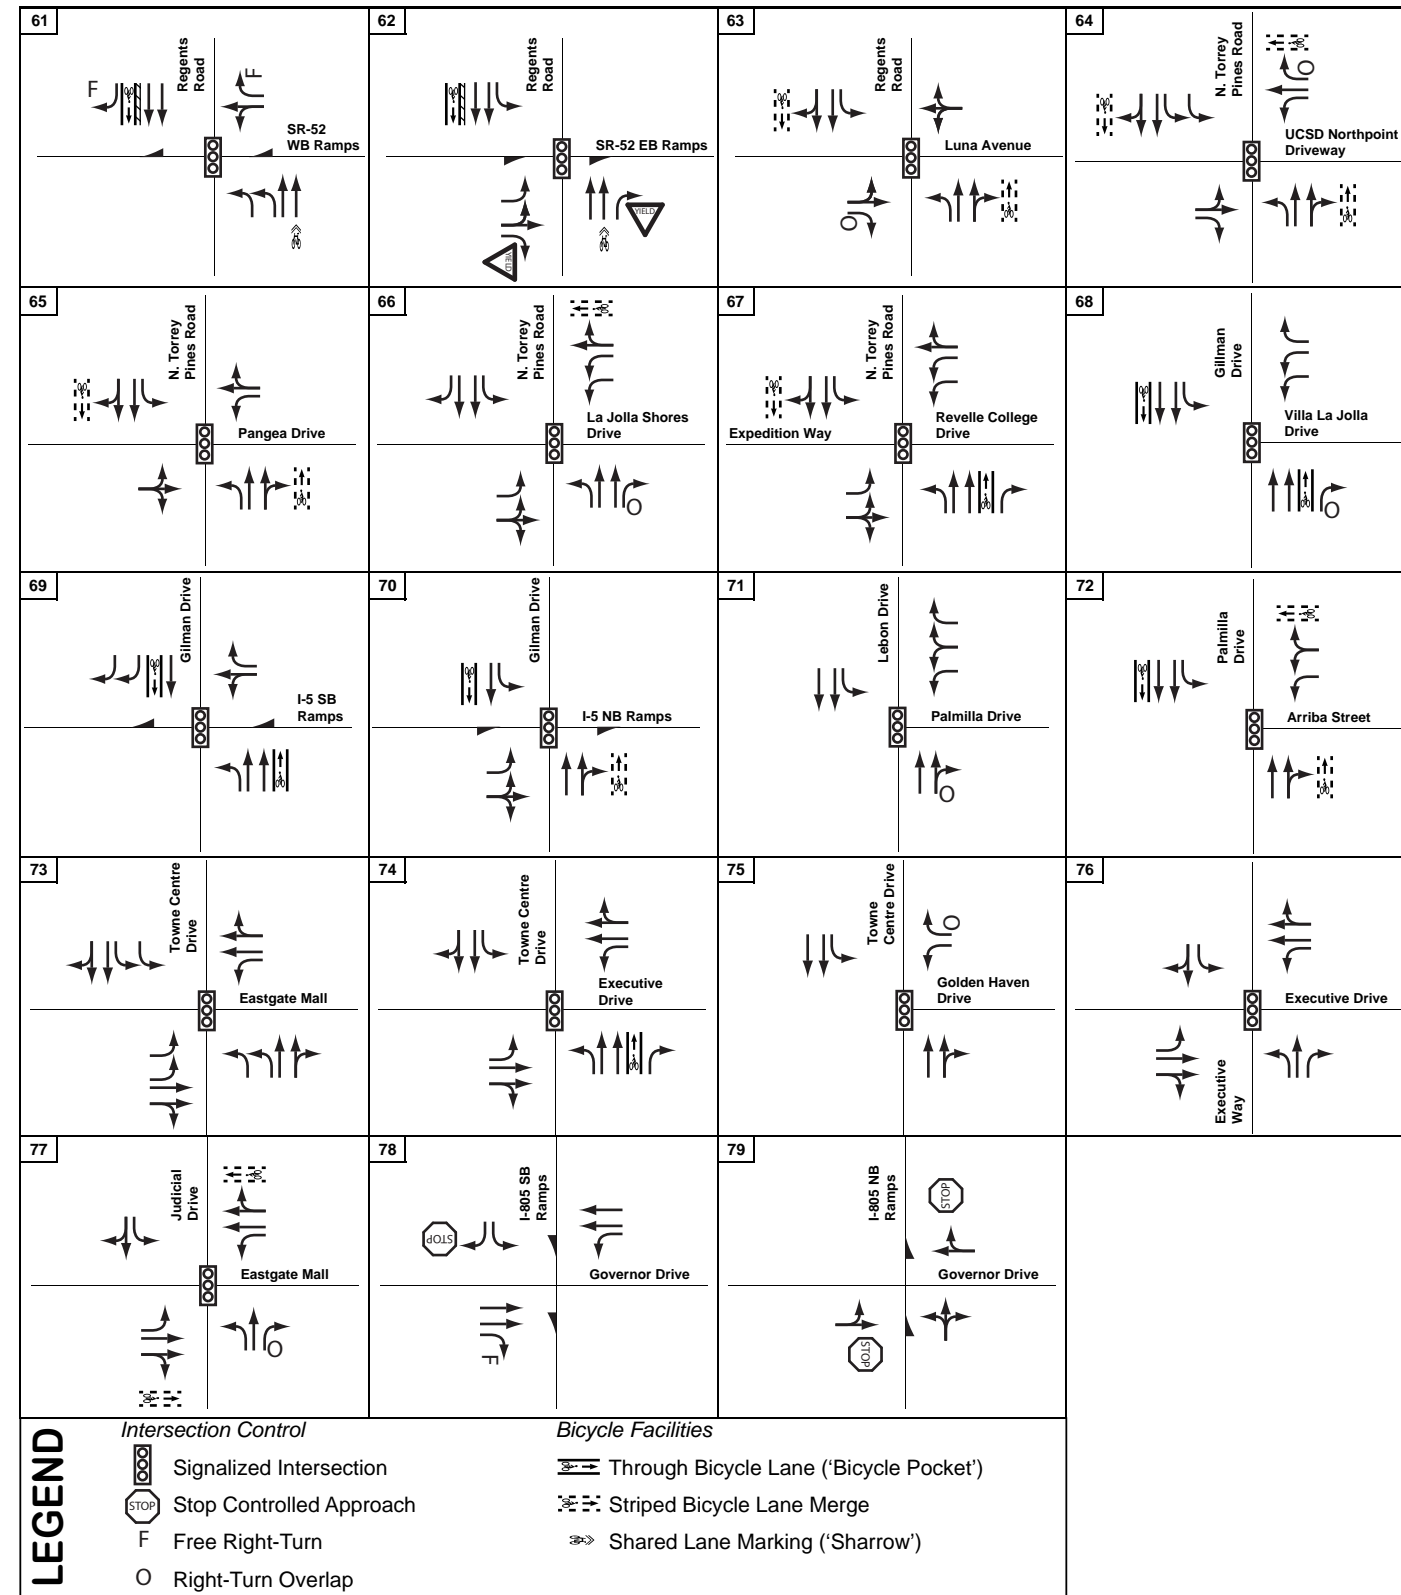 61
F
Regents
Road
F
SR-52
WB Ramps
62
Regents
Road
SR-52 EB Ramps
YIELD
YIELD
63
Regents
Road
Luna Avenue
O
64
N. Torrey
Pines Road
O
UCSD Northpoint
Driveway
65
N. Torrey
Pines Road
Pangea Drive
66
N. Torrey
Pines Road
La Jolla Shores
Drive
O
67
N. Torrey
Pines Road
Expedition Way
Revelle College
Drive
68
Gillman
Drive
Villa La Jolla
Drive
O
69
Gilman Drive
I-5 SB
Ramps
70
Gilman Drive
I-5 NB Ramps
71
Lebon Drive
Palmilla Drive
O
72
Palmilla
Drive
Arriba Street
73
Towne Centre
Drive
Eastgate Mall
74
Towne Centre
Drive
Executive
Drive
75
Towne
Centre Drive
O
Golden Haven
Drive
76
Executive Drive
Executive
Way
77
Judicial
Drive
Eastgate Mall
O
78
I-805 SB
Ramps
STOP
Governor Drive
F
79
I-805 NB
Ramps
STOP
Governor Drive
STOP
LEGEND
Intersection Control
Signalized Intersection
STOP Stop Controlled Approach
F Free Right-Turn
O Right-Turn Overlap
Bicycle Facilities
Through Bicycle Lane (‘Bicycle Pocket’)
Striped Bicycle Lane Merge
Shared Lane Marking (‘Sharrow’)